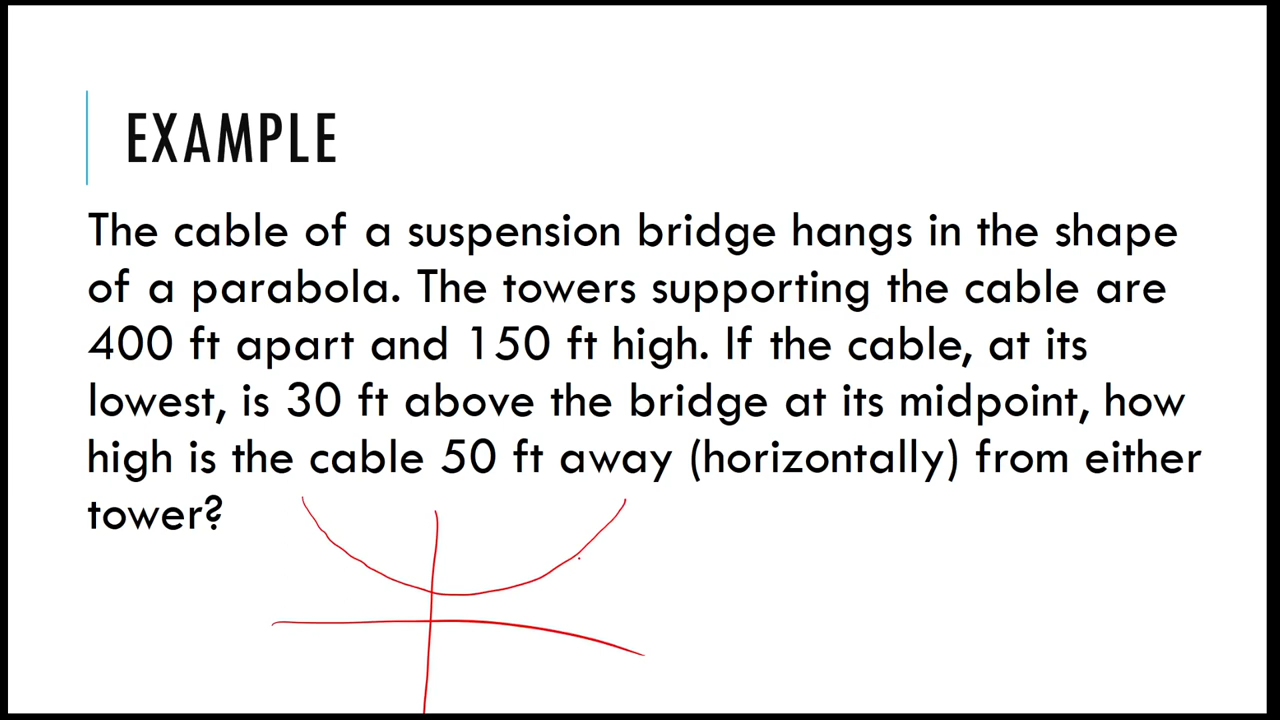 EXAMPLE
The cable of a suspension bridge hangs in the shape
of a parabola. The towers supporting the cable are
400 ft apart and 150 ft high. If the cable, at its
lowest, is 30 ft above the bridge at its midpoint, how
high is the cable 50 ft away (horizontally) from either
tower?